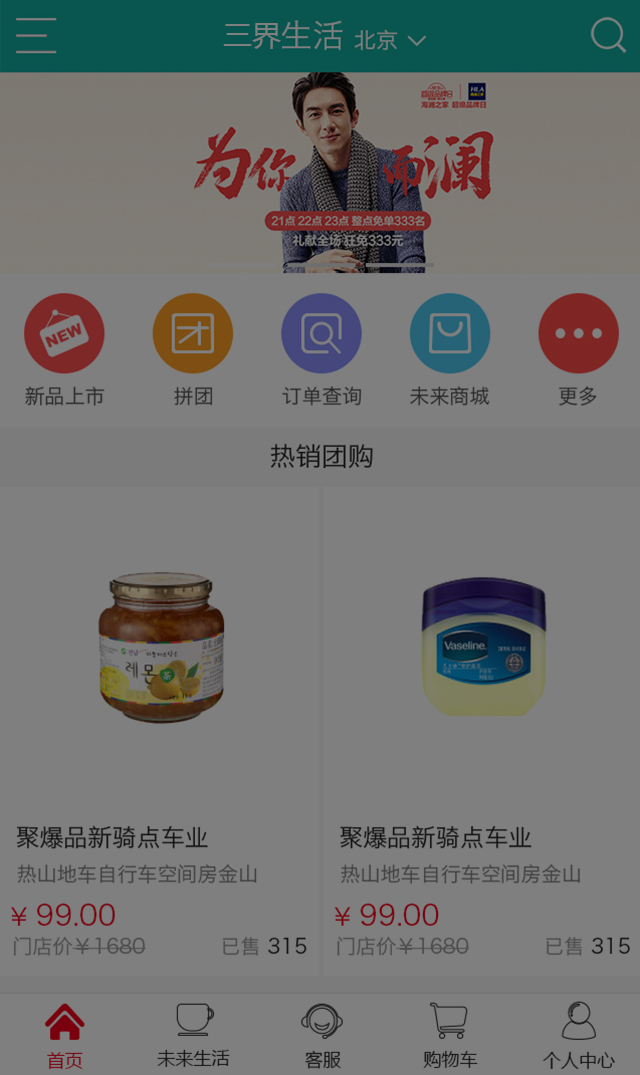 三界生活 北京
海澜之家 超级品牌日
HLA
为你而澜
21点 22点 23点 整点免单333名
礼献全场 狂免333元
NEW
新品上市
拼团
订单查询
未来商城
更多
热销团购
레몬
茶
Vaseline.
聚爆品新骑点车业
热山地车自行车空间房金山
¥ 99.00
门店价¥1680 已售 315
聚爆品新骑点车业
热山地车自行车空间房金山
¥ 99.00
门店价¥1680 已售 315
首页
未来生活
客服
购物车
个人中心